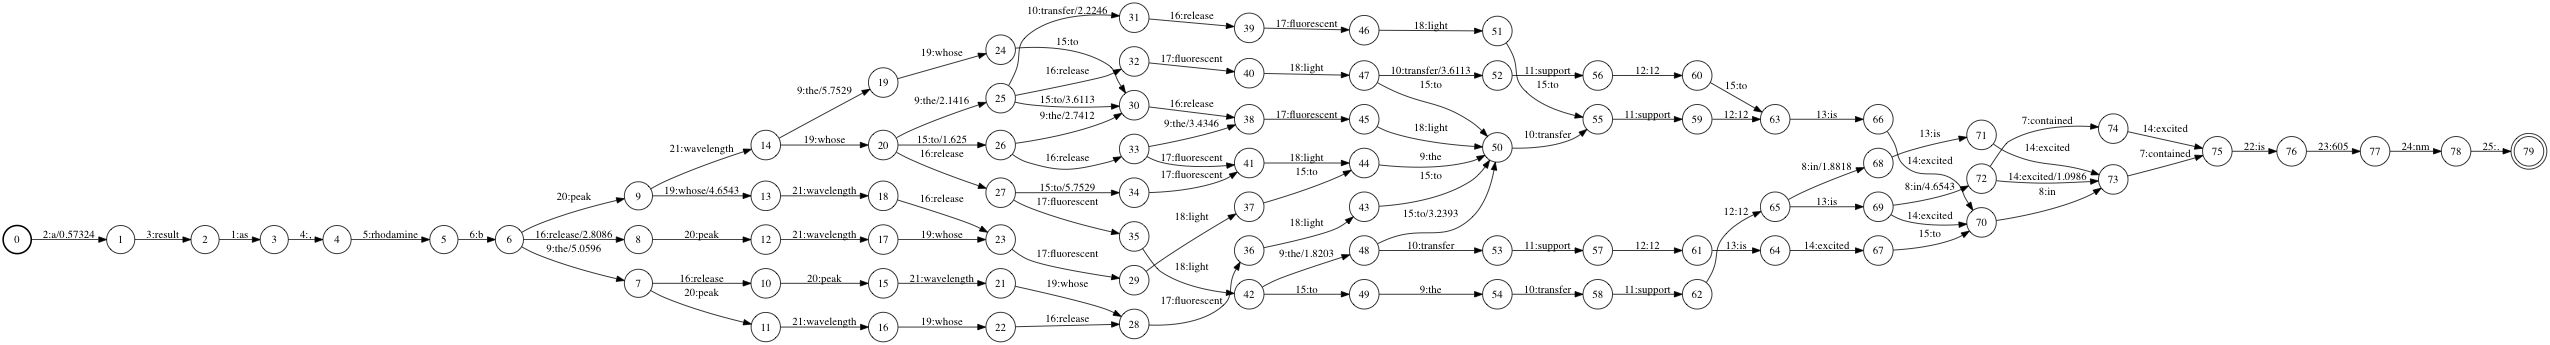 0 2:a/0.57324 1 3:result 2 1:as 3 4:, 4 5:rhodamine 5 6:b 6
20:peak 9 16:release/2.8086 8 9:the/5.0596 7
21:wavelength 14 19:whose/4.6543 13 21:wavelength 18 16:release
20:peak 12 21:wavelength 17 19:whose 23 17:fluorescent 29 18:light
16:release 10 20:peak 15 21:wavelength 21 19:whose
20:peak 11 21:wavelength 16 19:whose 22 16:release 28 17:fluorescent
9:the/5.7529 19 19:whose 24 15:to
19:whose 20 9:the/2.1416 25 10:transfer/2.2246 31 16:release 39 17:fluorescent 46 18:light 51 15:to
16:release 32 17:fluorescent 40 18:light 47 10:transfer/3.6113 52 11:support 56 12:12 60 15:to
15:to/3.6113 30 16:release 38 17:fluorescent 45 18:light 15:to
15:to/1.625 26 9:the/2.7412 16:release 33 9:the/3.4346 17:fluorescent 41 18:light 44 9:the 50 10:transfer 55 11:support 59 12:12 63 13:is 66 14:excited
16:release 27 15:to/5.7529 34 17:fluorescent
17:fluorescent 35 18:light 37 15:to
36 18:light 43 15:to
42 9:the/1.8203 48 15:to/3.2393 10:transfer 53 11:support 57 12:12 61 13:is 64 14:excited 67 15:to 70 8:in
15:to 49 9:the 54 10:transfer 58 11:support 62 12:12 65
8:in/1.8818 68 13:is 71 14:excited
13:is 69 8:in/4.6543 72 14:excited
7:contained 74 14:excited
14:excited/1.0986 73 7:contained 75 22:is 76 23:605 77 24:nm 78 25:. 79